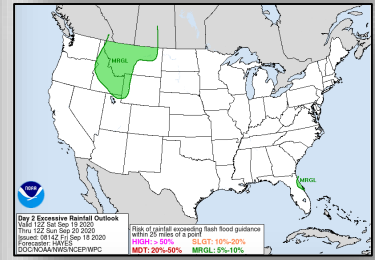 MRGL
MRGL
NOAA
Day 2 Excessive Rainfall Outlook
Valid 12Z Sat Sep 19 2020
Thru 12Z Sun Sep 20 2020
Issued: 0814Z Fri Sep 18 2020
Forecaster: HAYES
DOC/NOAA/NWS/NCEP/WPC
Risk of rainfall exceeding flash flood guidance
within 25 miles of a point
HIGH: > 50% SLGT: 10%-20%
MDT: 20%-50% MRGL: 5%-10%